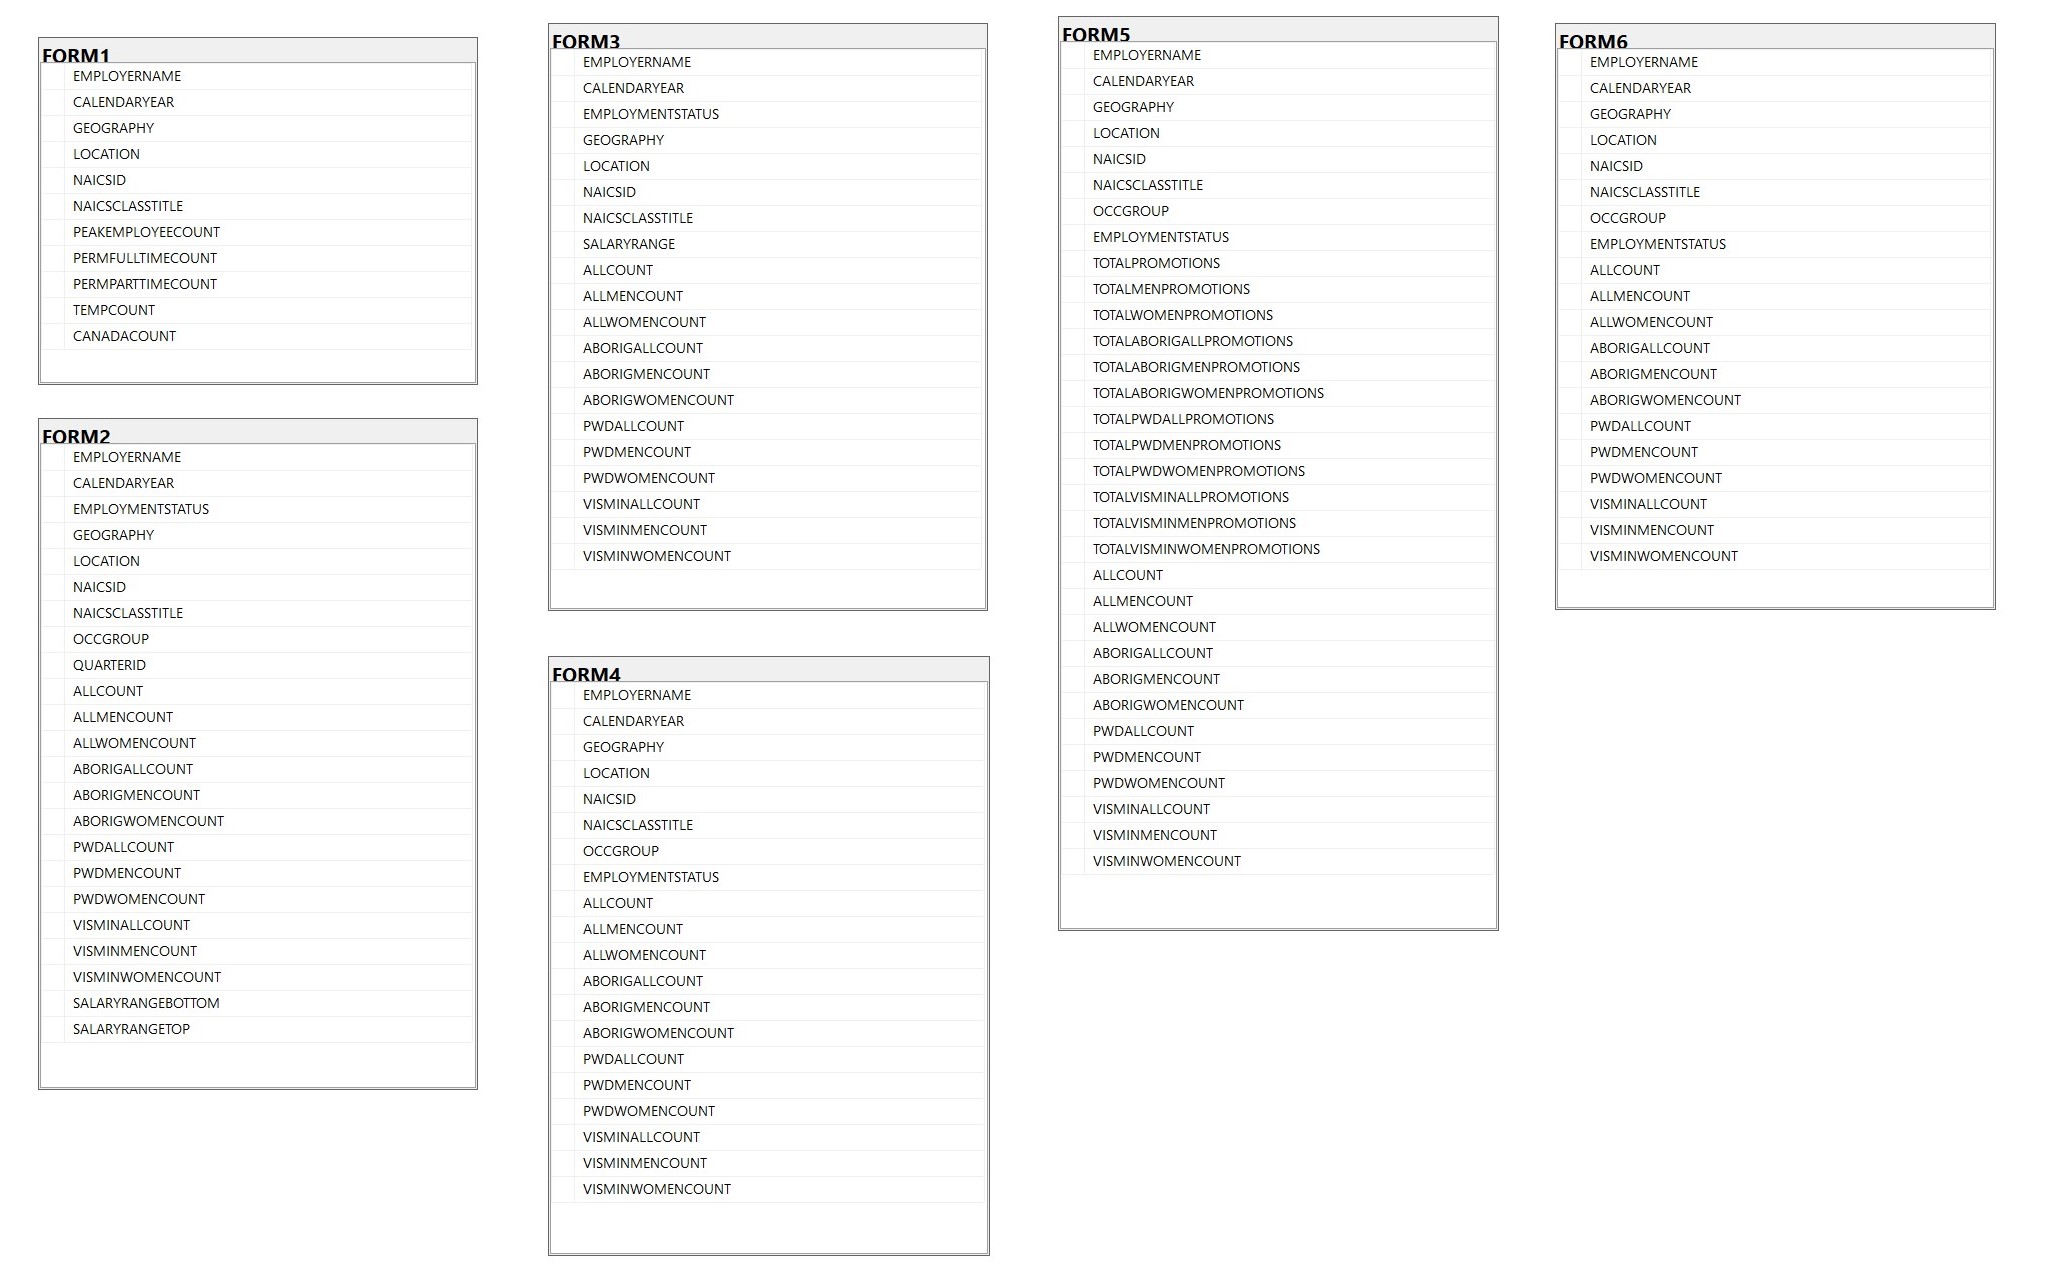 FORM1
EMPLOYERNAME
CALENDARYEAR
GEOGRAPHY
LOCATION
NAICSID
NAICSCLASSTITLE
PEAKEMPLOYEECOUNT
PERMFULLTIMECOUNT
PERMPARTTIMECOUNT
TEMPCOUNT
CANADACOUNT
FORM2
EMPLOYERNAME
CALENDARYEAR
EMPLOYMENTSTATUS
GEOGRAPHY
LOCATION
NAICSID
NAICSCLASSTITLE
OCCGROUP
QUARTERID
ALLCOUNT
ALLMENCOUNT
ALLWOMENCOUNT
ABORIGALLCOUNT
ABORIGMENCOUNT
ABORIGWOMENCOUNT
PWDALLCOUNT
PWDMENCOUNT
PWDWOMENCOUNT
VISMINALLCOUNT
VISMINMENCOUNT
VISMINWOMENCOUNT
SALARYRANGEBOTTOM
SALARYRANGETOP
FORM3
EMPLOYERNAME
CALENDARYEAR
EMPLOYMENTSTATUS
GEOGRAPHY
LOCATION
NAICSID
NAICSCLASSTITLE
SALARYRANGE
ALLCOUNT
ALLMENCOUNT
ALLWOMENCOUNT
ABORIGALLCOUNT
ABORIGMENCOUNT
ABORIGWOMENCOUNT
PWDALLCOUNT
PWDMENCOUNT
PWDWOMENCOUNT
VISMINALLCOUNT
VISMINMENCOUNT
VISMINWOMENCOUNT
FORM4
EMPLOYERNAME
CALENDARYEAR
GEOGRAPHY
LOCATION
NAICSID
NAICSCLASSTITLE
OCCGROUP
EMPLOYMENTSTATUS
ALLCOUNT
ALLMENCOUNT
ALLWOMENCOUNT
ABORIGALLCOUNT
ABORIGMENCOUNT
ABORIGWOMENCOUNT
PWDALLCOUNT
PWDMENCOUNT
PWDWOMENCOUNT
VISMINALLCOUNT
VISMINMENCOUNT
VISMINWOMENCOUNT
FORM5
EMPLOYERNAME
CALENDARYEAR
GEOGRAPHY
LOCATION
NAICSID
NAICSCLASSTITLE
OCCGROUP
EMPLOYMENTSTATUS
TOTALPROMOTIONS
TOTALMENPROMOTIONS
TOTALWOMENPROMOTIONS
TOTALABORIGALLPROMOTIONS
TOTALABORIGMENPROMOTIONS
TOTALABORIGWOMENPROMOTIONS
TOTALPWDALLPROMOTIONS
TOTALPWDMENPROMOTIONS
TOTALPWDWOMENPROMOTIONS
TOTALVISMINALLPROMOTIONS
TOTALVISMINMENPROMOTIONS
TOTALVISMINWOMENPROMOTIONS
ALLCOUNT
ALLMENCOUNT
ALLWOMENCOUNT
ABORIGALLCOUNT
ABORIGMENCOUNT
ABORIGWOMENCOUNT
PWDALLCOUNT
PWDMENCOUNT
PWDWOMENCOUNT
VISMINALLCOUNT
VISMINMENCOUNT
VISMINWOMENCOUNT
FORM6
EMPLOYERNAME
CALENDARYEAR
GEOGRAPHY
LOCATION
NAICSID
NAICSCLASSTITLE
OCCGROUP
EMPLOYMENTSTATUS
ALLCOUNT
ALLMENCOUNT
ALLWOMENCOUNT
ABORIGALLCOUNT
ABORIGMENCOUNT
ABORIGWOMENCOUNT
PWDALLCOUNT
PWDMENCOUNT
PWDWOMENCOUNT
VISMINALLCOUNT
VISMINMENCOUNT
VISMINWOMENCOUNT